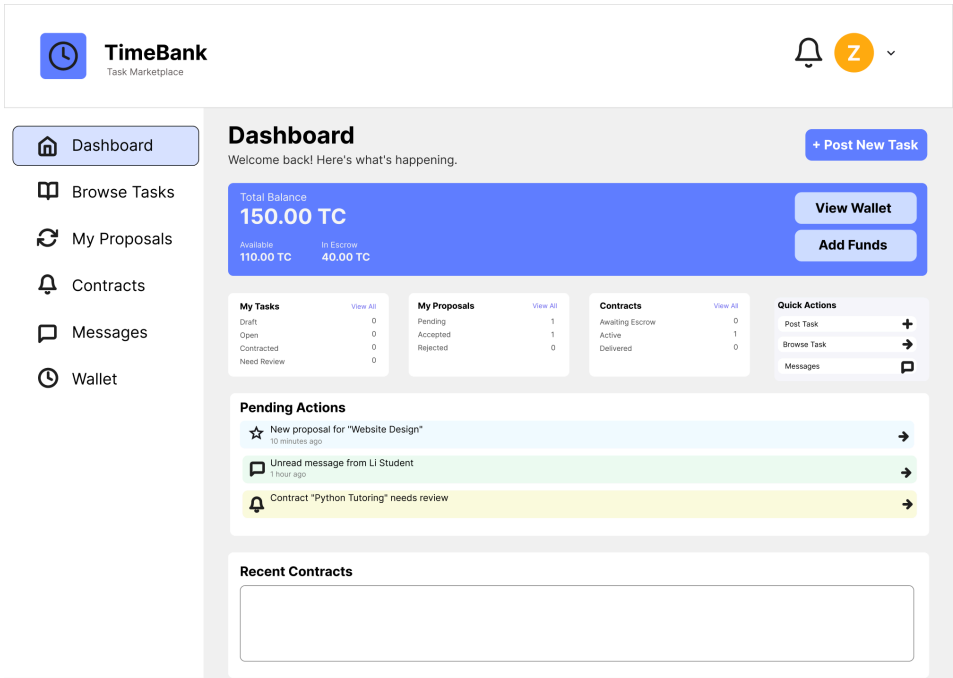 TimeBank
Task Marketplace
Z
Dashboard
Browse Tasks
My Proposals
Contracts
Messages
Wallet
Dashboard
Welcome back! Here's what's happening.
+ Post New Task
Total Balance
150.00 TC
Available
In Escrow
110.00 TC
40.00 TC
View Wallet
Add Funds
My Tasks
View All
Draft 0
Open 0
Contracted 0
Need Review 0
My Proposals
View All
Pending 1
Accepted 1
Rejected 0
Contracts
View All
Awaiting Escrow 0
Active 1
Delivered 0
Quick Actions
Post Task
Browse Task
Messages
Pending Actions
New proposal for "Website Design"
10 minutes ago
Unread message from Li Student
1 hour ago
Contract "Python Tutoring" needs review
Recent Contracts